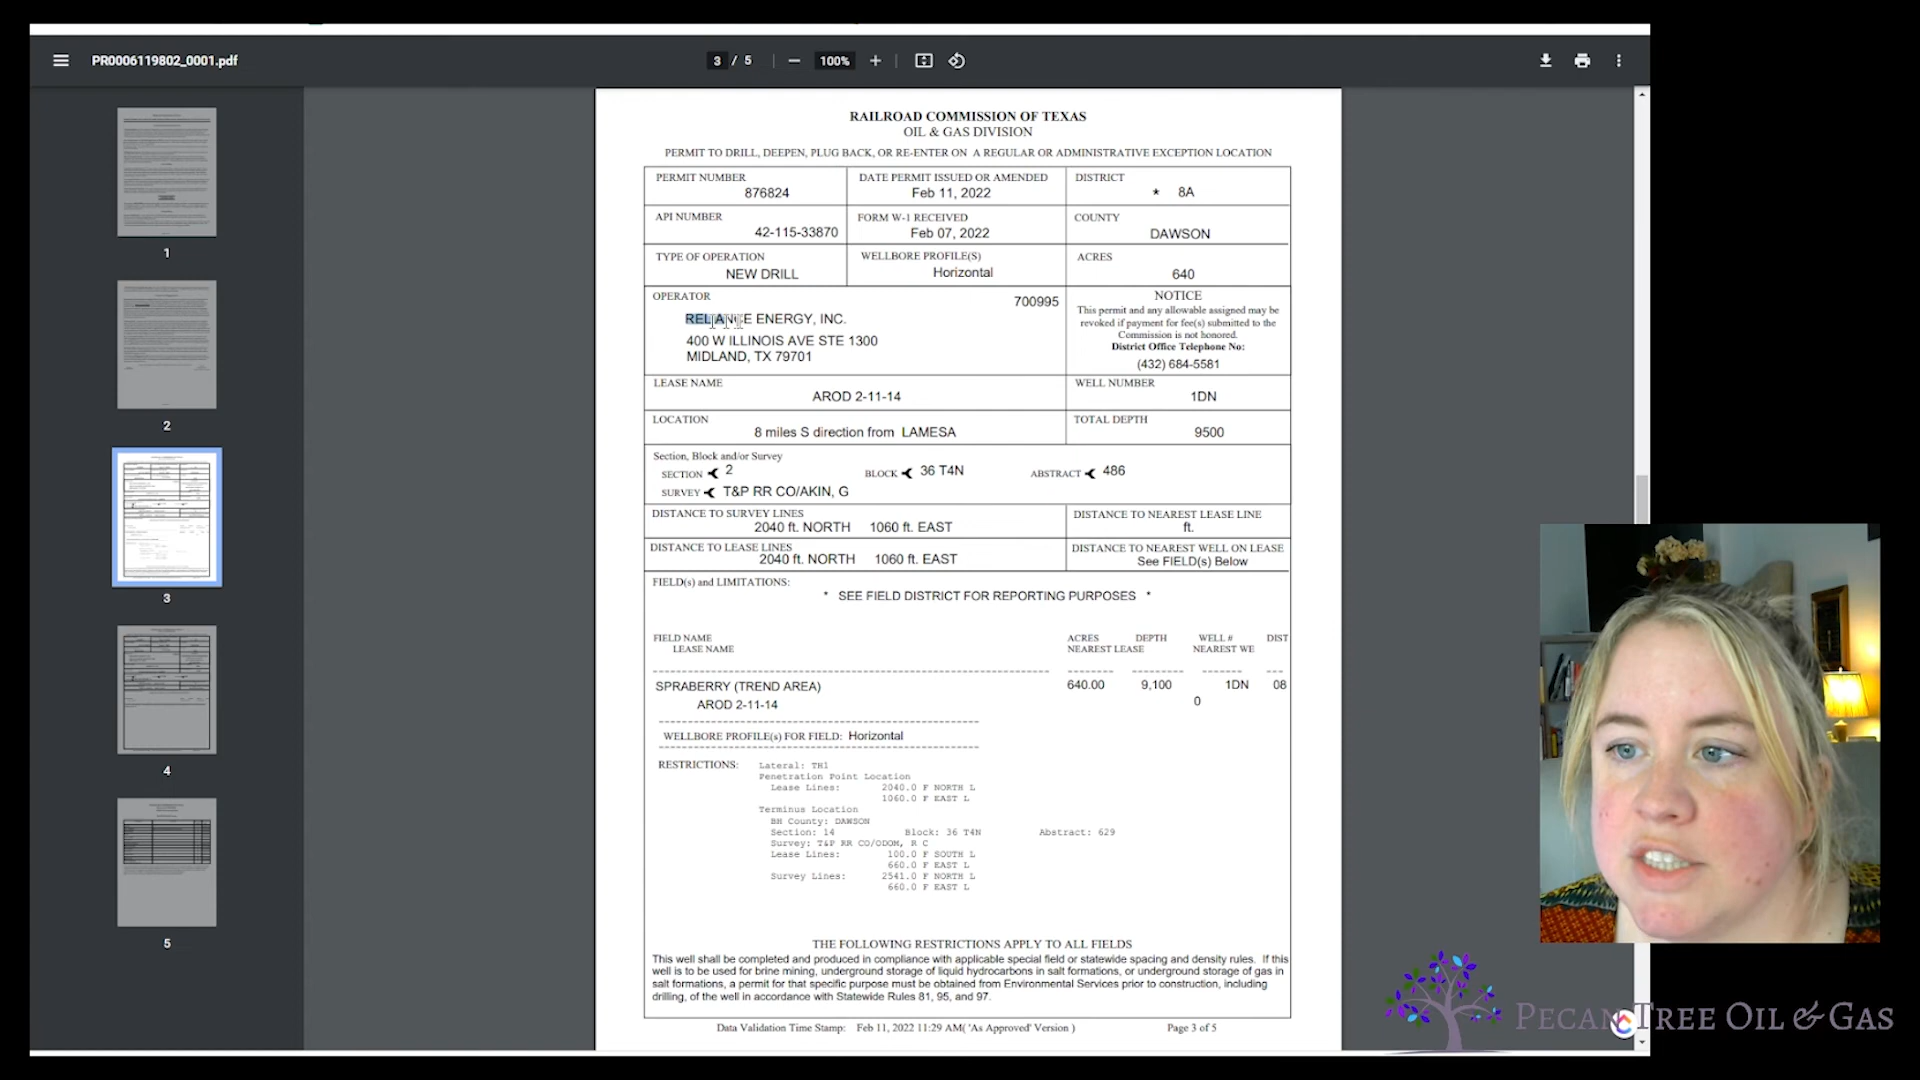 PR0006119802_0001.pdf
3 / 5
100%
1
2
3
4
5
RAILROAD COMMISSION OF TEXAS
OIL & GAS DIVISION
PERMIT TO DRILL, DEEPEN, PLUG BACK, OR RE-ENTER ON A REGULAR OR ADMINISTRATIVE EXCEPTION LOCATION
PERMIT NUMBER
876824
DATE PERMIT ISSUED OR AMENDED
Feb 11, 2022
DISTRICT
* 8A
API NUMBER
42-115-33870
FORM W-1 RECEIVED
Feb 07, 2022
COUNTY
DAWSON
TYPE OF OPERATION
NEW DRILL
WELLBORE PROFILE(S)
Horizontal
ACRES
640
OPERATOR
700995
RELIANCE ENERGY, INC.
400 W ILLINOIS AVE STE 1300
MIDLAND, TX 79701
NOTICE
This permit and any allowable assigned may be
revoked if payment for fee(s) submitted to the
Commission is not honored.
District Office Telephone No:
(432) 684-5581
LEASE NAME
AROD 2-11-14
WELL NUMBER
1DN
LOCATION
8 miles S direction from LAMESA
TOTAL DEPTH
9500
Section, Block and/or Survey
SECTION 2 BLOCK 36 T4N ABSTRACT 486
SURVEY T&P RR CO/AKIN, G
DISTANCE TO SURVEY LINES
2040 ft. NORTH 1060 ft. EAST
DISTANCE TO NEAREST LEASE LINE
ft.
DISTANCE TO LEASE LINES
2040 ft. NORTH 1060 ft. EAST
DISTANCE TO NEAREST WELL ON LEASE
See FIELD(s) Below
FIELD(s) and LIMITATIONS:
* SEE FIELD DISTRICT FOR REPORTING PURPOSES *
FIELD NAME ACRES DEPTH WELL # DIST
LEASE NAME NEAREST LEASE NEAREST WE
SPRABERRY (TREND AREA) 640.00 9,100 1DN 08
AROD 2-11-14 0
WELLBORE PROFILE(s) FOR FIELD: Horizontal
RESTRICTIONS: Lateral: TH1
Penetration Point Location
Lease Lines: 2040.0 F NORTH L
1060.0 F EAST L
Terminus Location
BH County: DAWSON
Section: 14 Block: 36 T4N Abstract: 629
Survey: T&P RR CO/ODOM, R C
Lease Lines: 100.0 F SOUTH L
660.0 F EAST L
Survey Lines: 2541.0 F NORTH L
660.0 F EAST L
THE FOLLOWING RESTRICTIONS APPLY TO ALL FIELDS
This well shall be completed and produced in compliance with applicable special field or statewide spacing and density rules. If this
well is to be used for brine mining, underground storage of liquid hydrocarbons in salt formations, or underground storage of gas in
salt formations, a permit for that specific purpose must be obtained from Environmental Services prior to construction, including
drilling, of the well in accordance with Statewide Rules 81, 95, and 97.
Data Validation Time Stamp: Feb 11, 2022 11:29 AM( 'As Approved' Version ) Page 3 of 5
PECAN TREE OIL & GAS